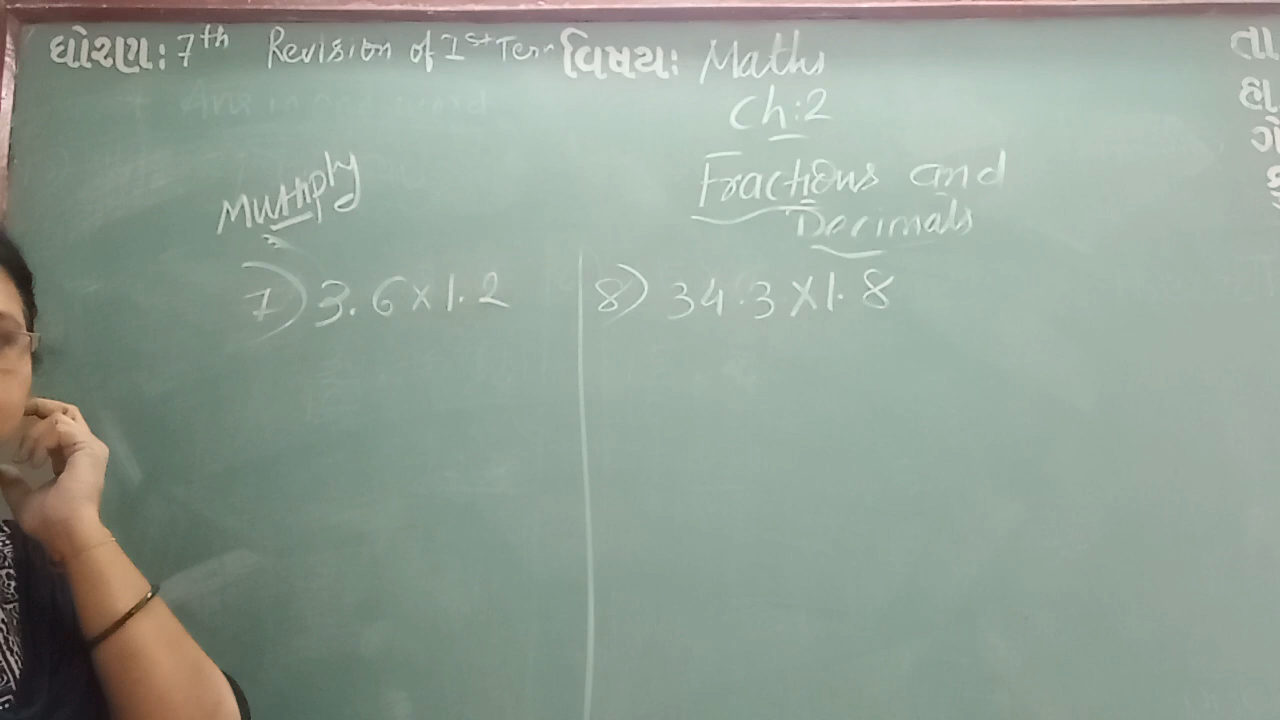 ધોરણ: 7th Revision of Ist Term વિષય: Maths
Ch:2
Fractions and
Decimals
Multiply
7) 3.6 x 1.2
8) 34.3 x 1.8
તા
હા
ગે